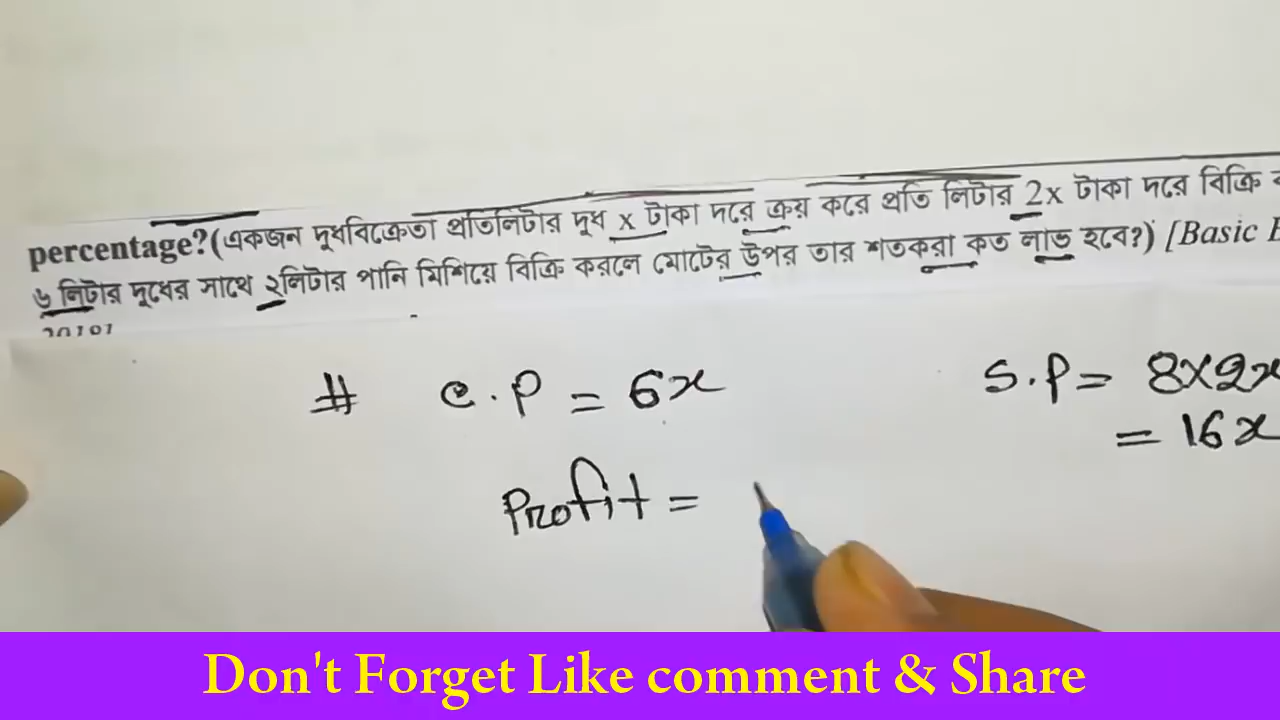 percentage?(একজন দুধবিক্রেতা প্রতিলিটার দুধ x টাকা দরে ক্রয় করে প্রতি লিটার 2x টাকা দরে বিক্রি
৬ লিটার দুধের সাথে ২লিটার পানি মিশিয়ে বিক্রি করলে মোটের উপর তার শতকরা কত লাভ হবে?) [Basic
# C.P = 6x S.P = 8×2x
= 16x
Profit =
Don't Forget Like comment & Share